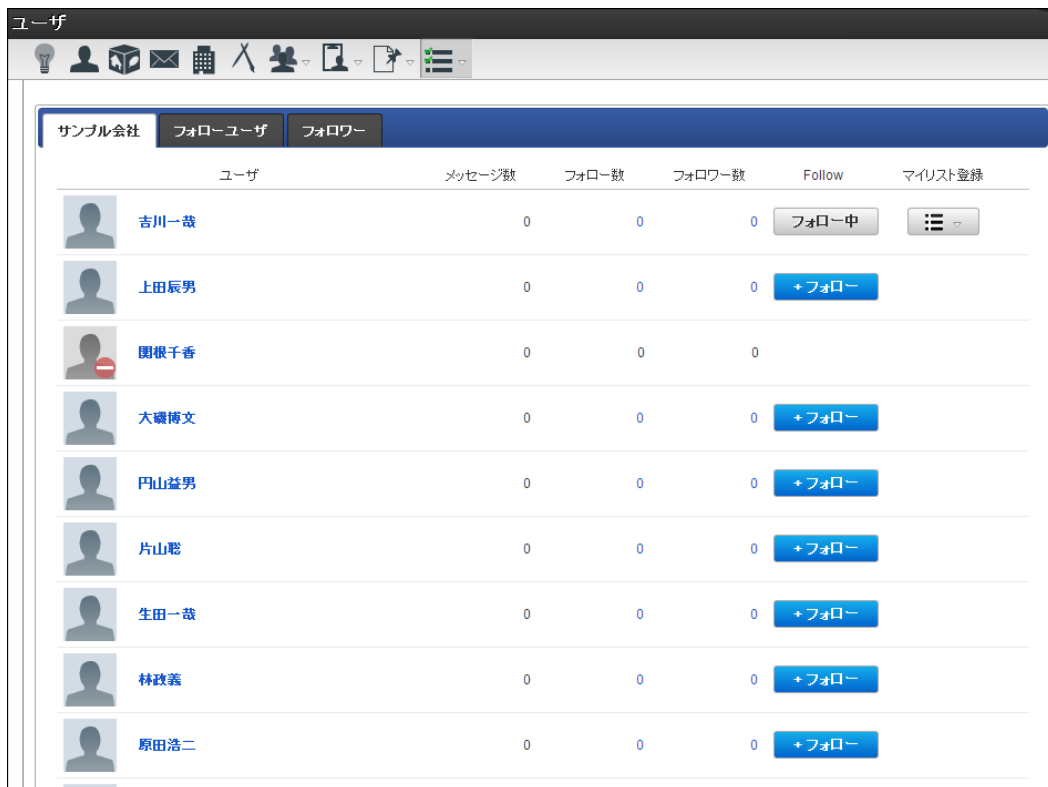 ユーザ
サンプル会社 フォローユーザ フォロワー
ユーザ メッセージ数 フォロー数 フォロワー数 Follow マイリスト登録
吉川一哉 0 0 0 フォロー中
上田辰男 0 0 0 +フォロー
関根千香 0 0 0
大磯博文 0 0 0 +フォロー
円山益男 0 0 0 +フォロー
片山聡 0 0 0 +フォロー
生田一哉 0 0 0 +フォロー
林政義 0 0 0 +フォロー
原田浩二 0 0 0 +フォロー